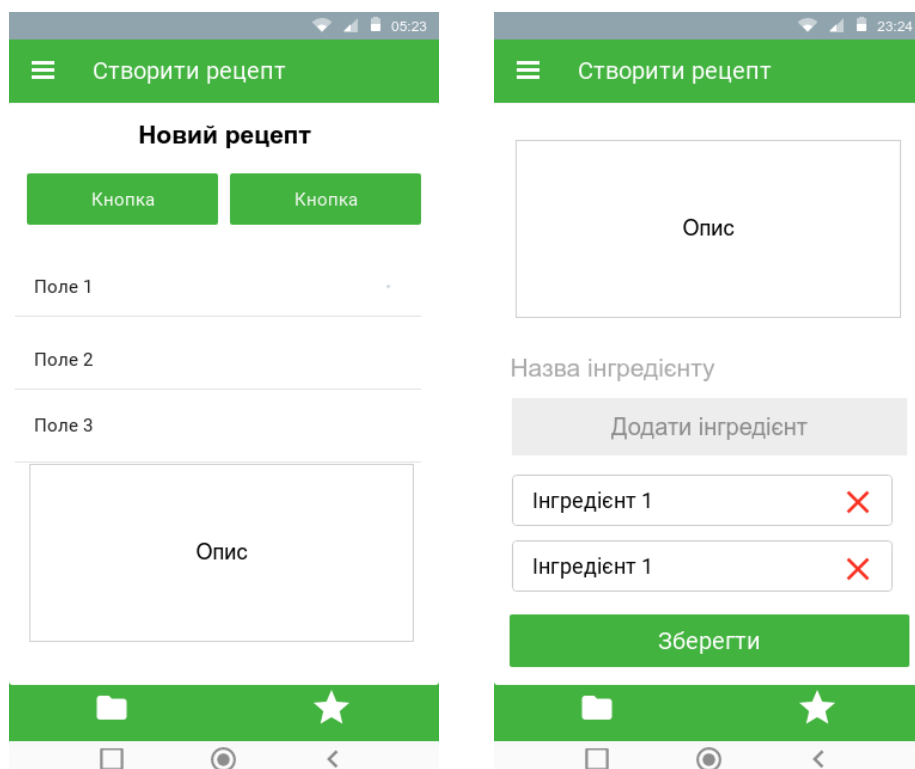 05:23
Створити рецепт
Новий рецепт
Кнопка
Кнопка
Поле 1
Поле 2
Поле 3
Опис
23:24
Створити рецепт
Опис
Назва інгредієнту
Додати інгредієнт
Інгредієнт 1
Інгредієнт 1
Зберегти